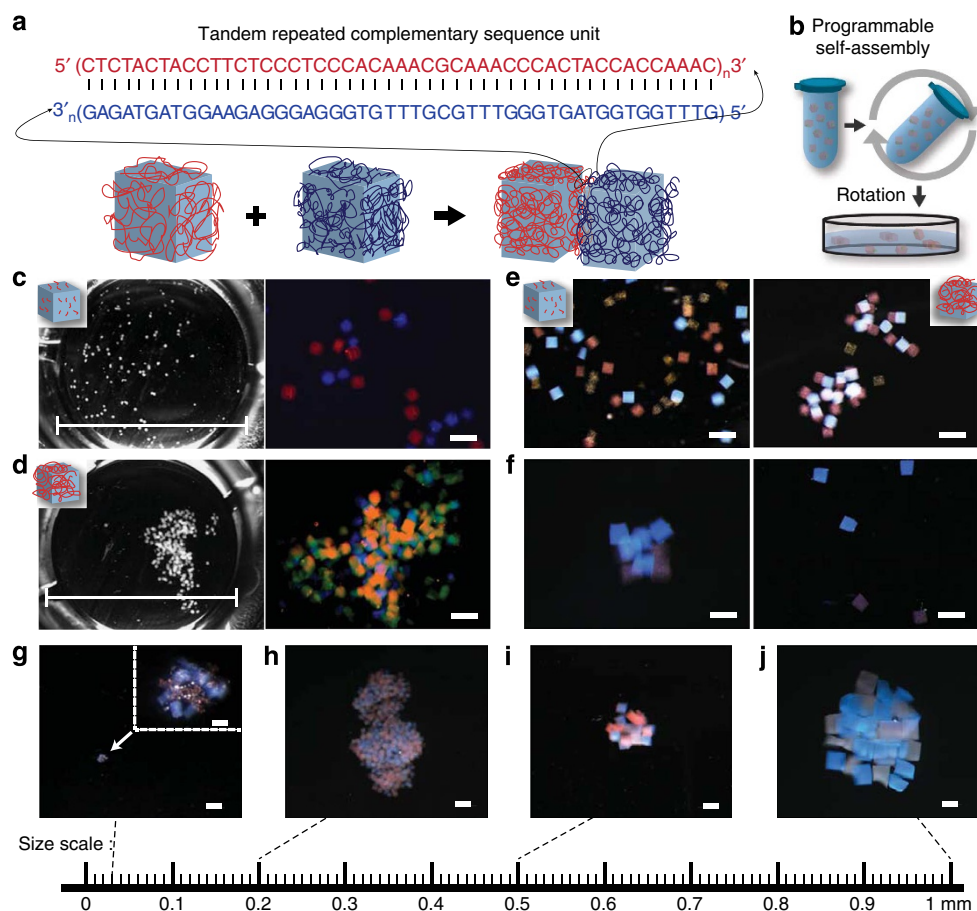 a
Tandem repeated complementary sequence unit
5′ (CTCTACTACCTTCTCCCTCCCACAAACGCAAACCCACTACCACCAAAC)n3′
3′n(GAGATGATGGAAGAGGGAGGGTGTTTGCGTTTGGGTGATGGTGGTTTG) 5′
b
Programmable
self-assembly
Rotation
c
e
d
f
g
h
i
j
Size scale :
0 0.1 0.2 0.3 0.4 0.5 0.6 0.7 0.8 0.9 1 mm